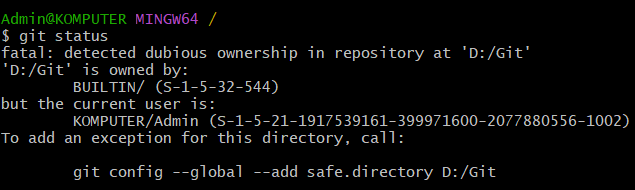 Admin@KOMPUTER MINGW64 /
$ git status
fatal: detected dubious ownership in repository at 'D:/Git'
'D:/Git' is owned by:
        BUILTIN/ (S-1-5-32-544)
but the current user is:
        KOMPUTER/Admin (S-1-5-21-1917539161-399971600-2077880556-1002)
To add an exception for this directory, call:
        git config --global --add safe.directory D:/Git